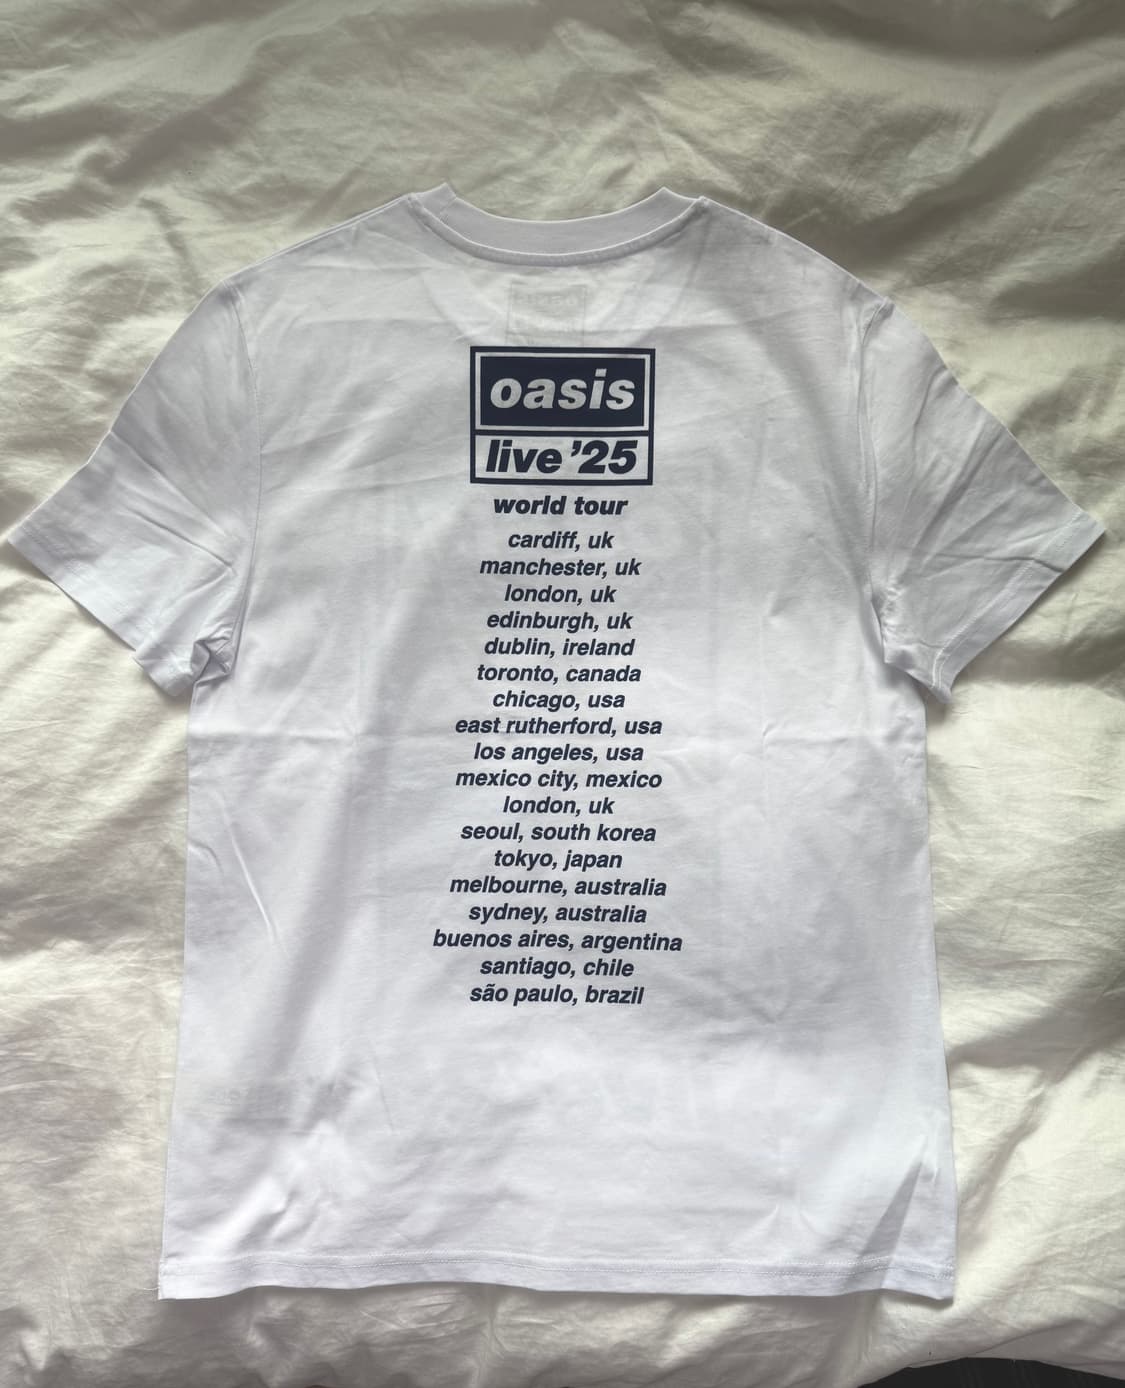 oasis
live '25
world tour
cardiff, uk
manchester, uk
london, uk
edinburgh, uk
dublin, ireland
toronto, canada
chicago, usa
east rutherford, usa
los angeles, usa
mexico city, mexico
london, uk
seoul, south korea
tokyo, japan
melbourne, australia
sydney, australia
buenos aires, argentina
santiago, chile
são paulo, brazil